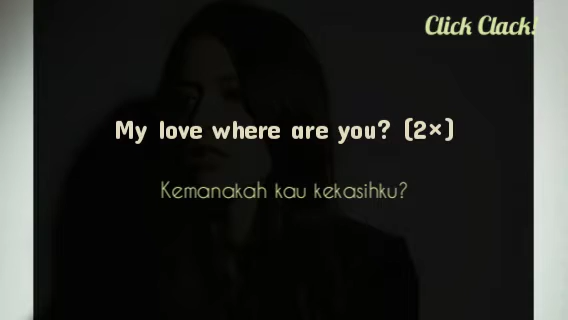 Click Clack!
My love where are you? (2×)
Kemanakah kau kekasihku?